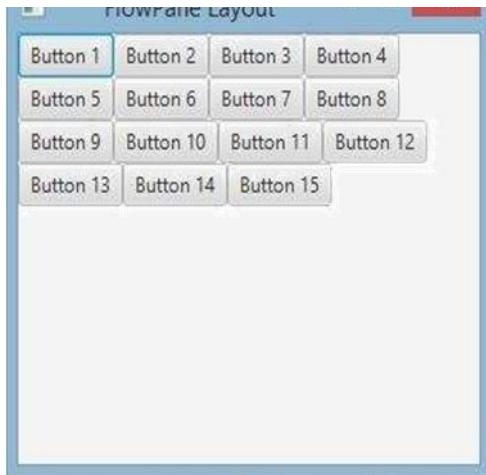 FlowPane Layout
Button 1 Button 2 Button 3 Button 4
Button 5 Button 6 Button 7 Button 8
Button 9 Button 10 Button 11 Button 12
Button 13 Button 14 Button 15